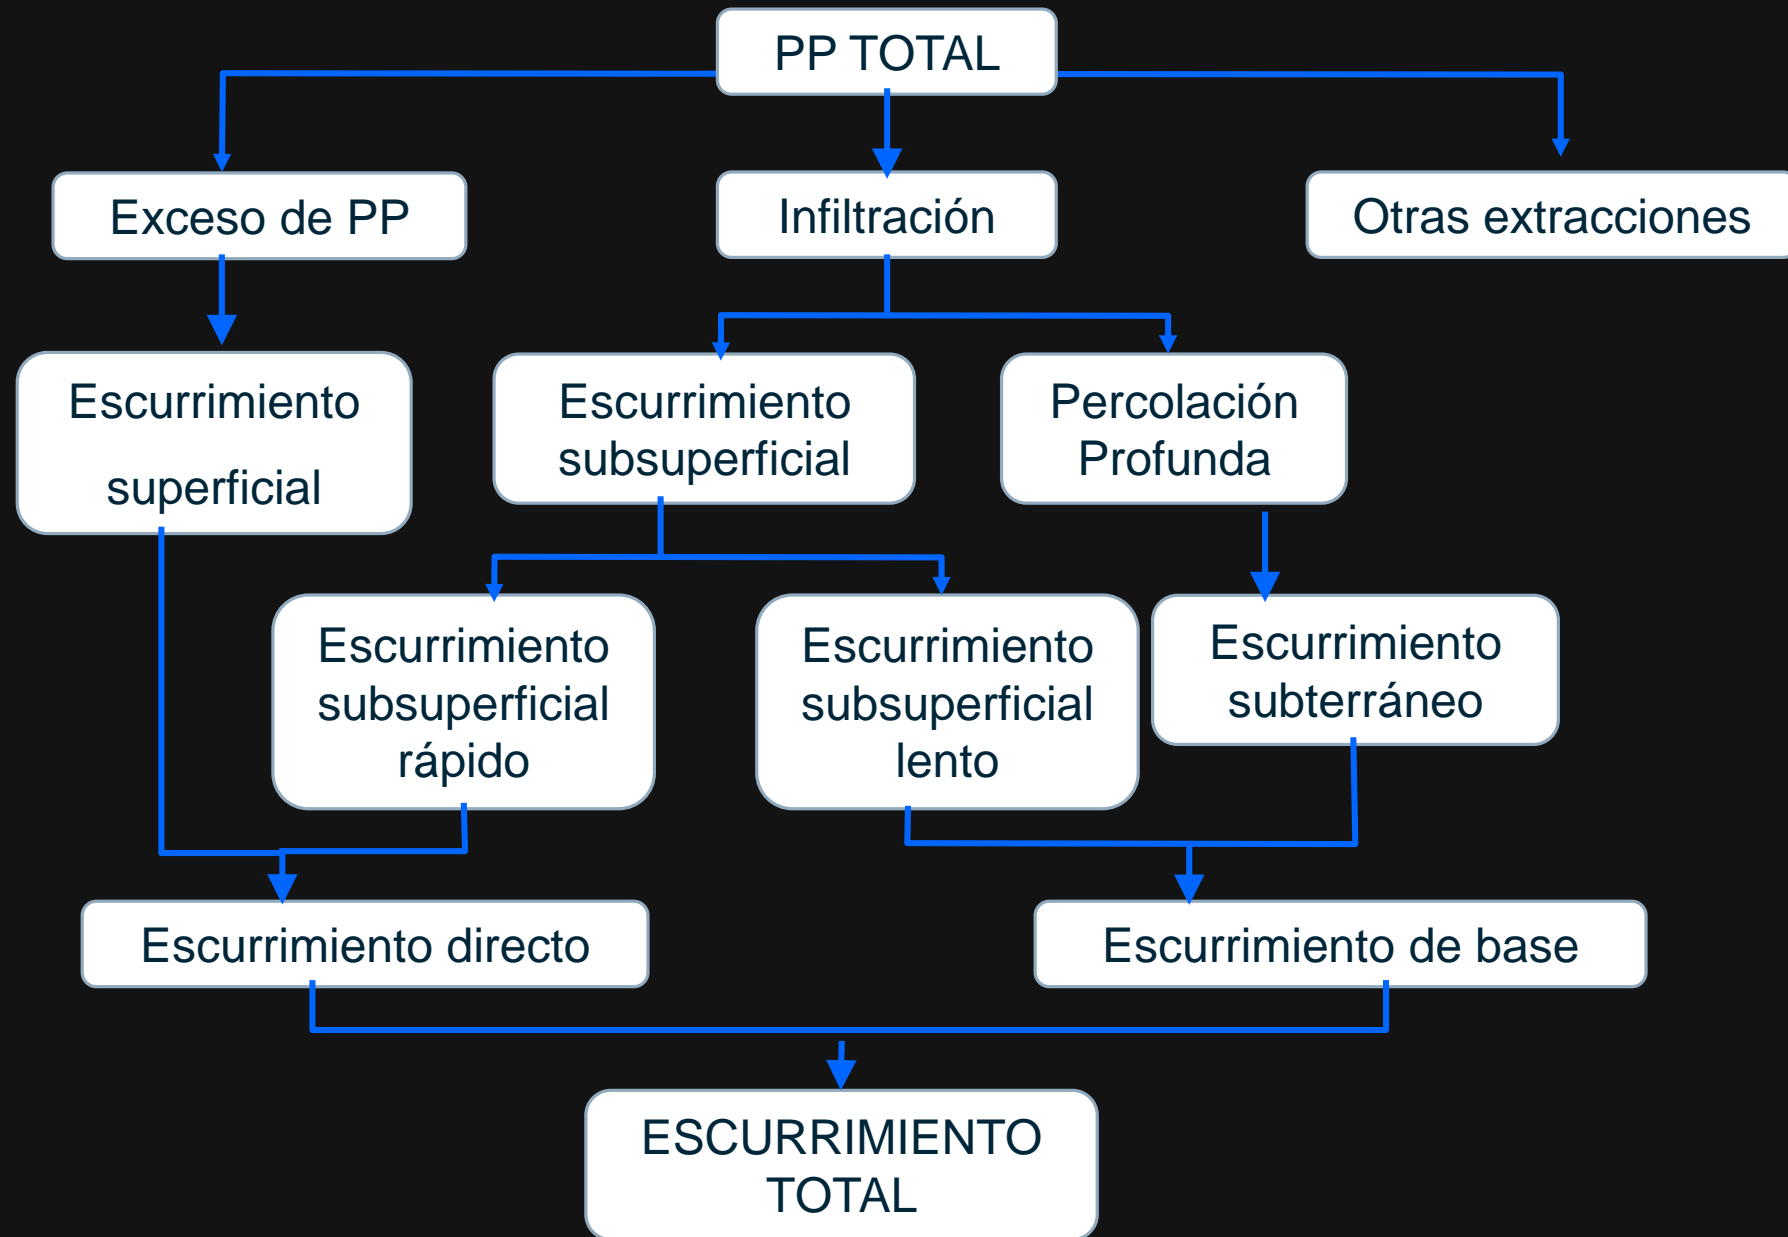 PP TOTAL
Exceso de PP
Infiltración
Otras extracciones
Escurrimiento
superficial
Escurrimiento
subsuperficial
Percolación
Profunda
Escurrimiento
subsuperficial
rápido
Escurrimiento
subsuperficial
lento
Escurrimiento
subterráneo
Escurrimiento directo
Escurrimiento de base
ESCURRIMIENTO
TOTAL